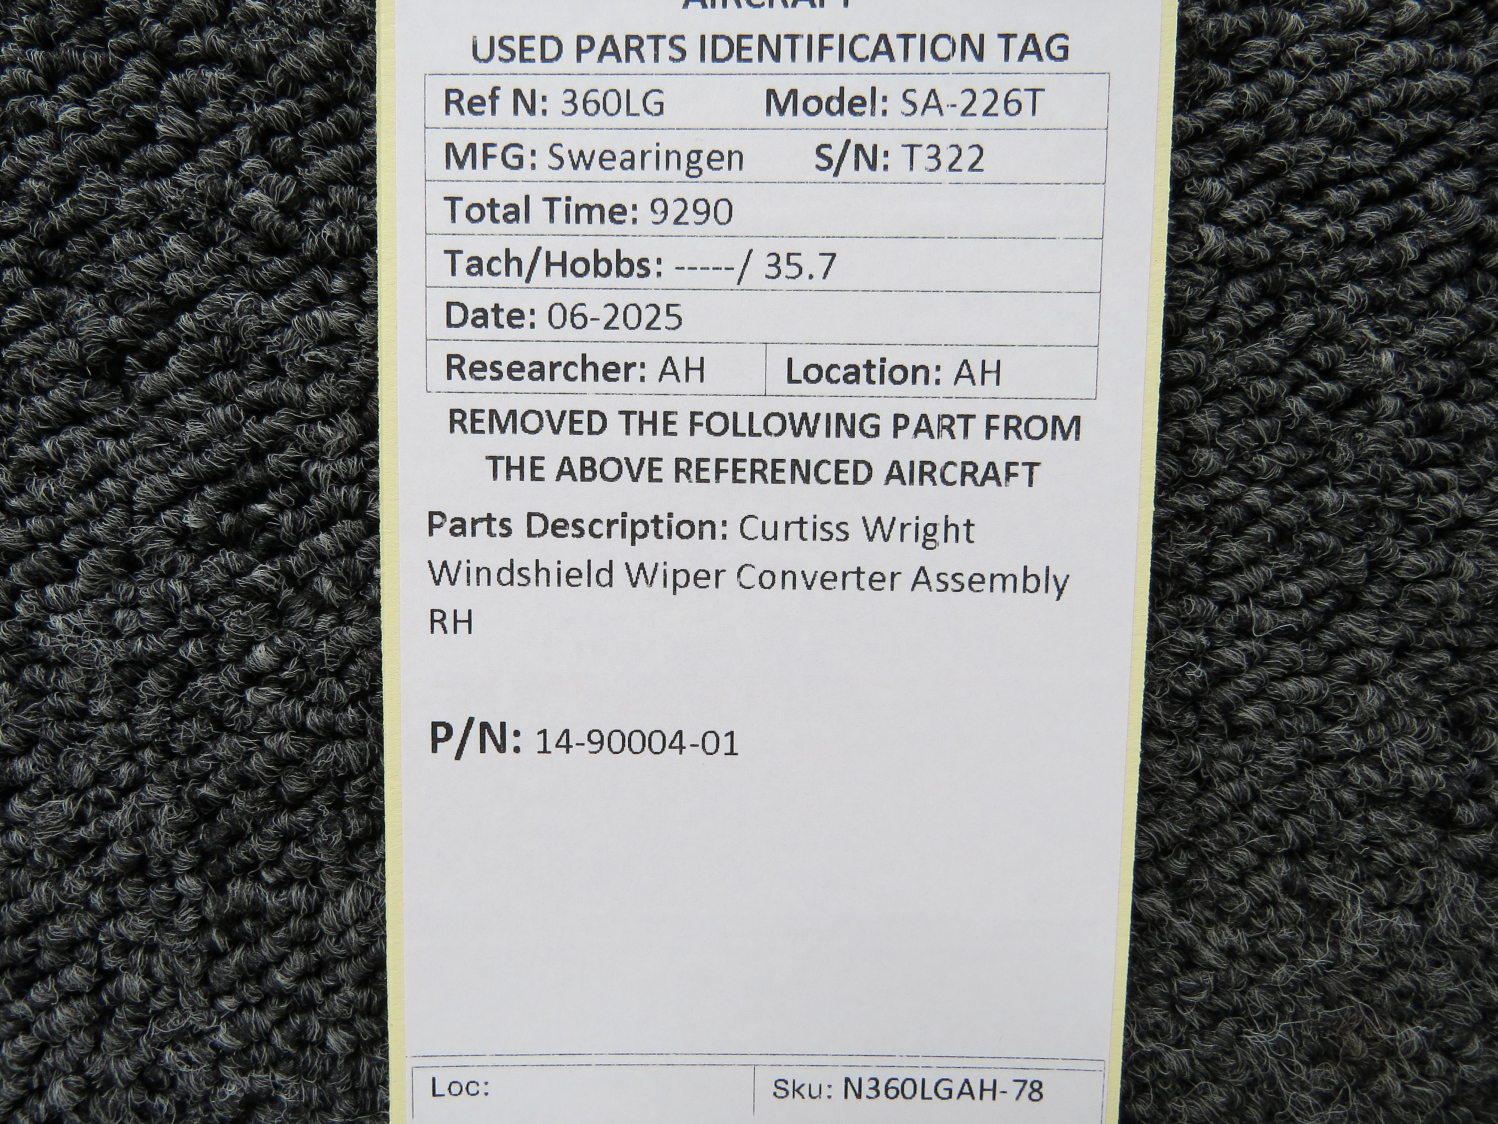 AIRCRAFT
USED PARTS IDENTIFICATION TAG
Ref N: 360LG Model: SA-226T
MFG: Swearingen S/N: T322
Total Time: 9290
Tach/Hobbs: -----/ 35.7
Date: 06-2025
Researcher: AH Location: AH
REMOVED THE FOLLOWING PART FROM
THE ABOVE REFERENCED AIRCRAFT
Parts Description: Curtiss Wright
Windshield Wiper Converter Assembly
RH
P/N: 14-90004-01
Loc: Sku: N360LGAH-78